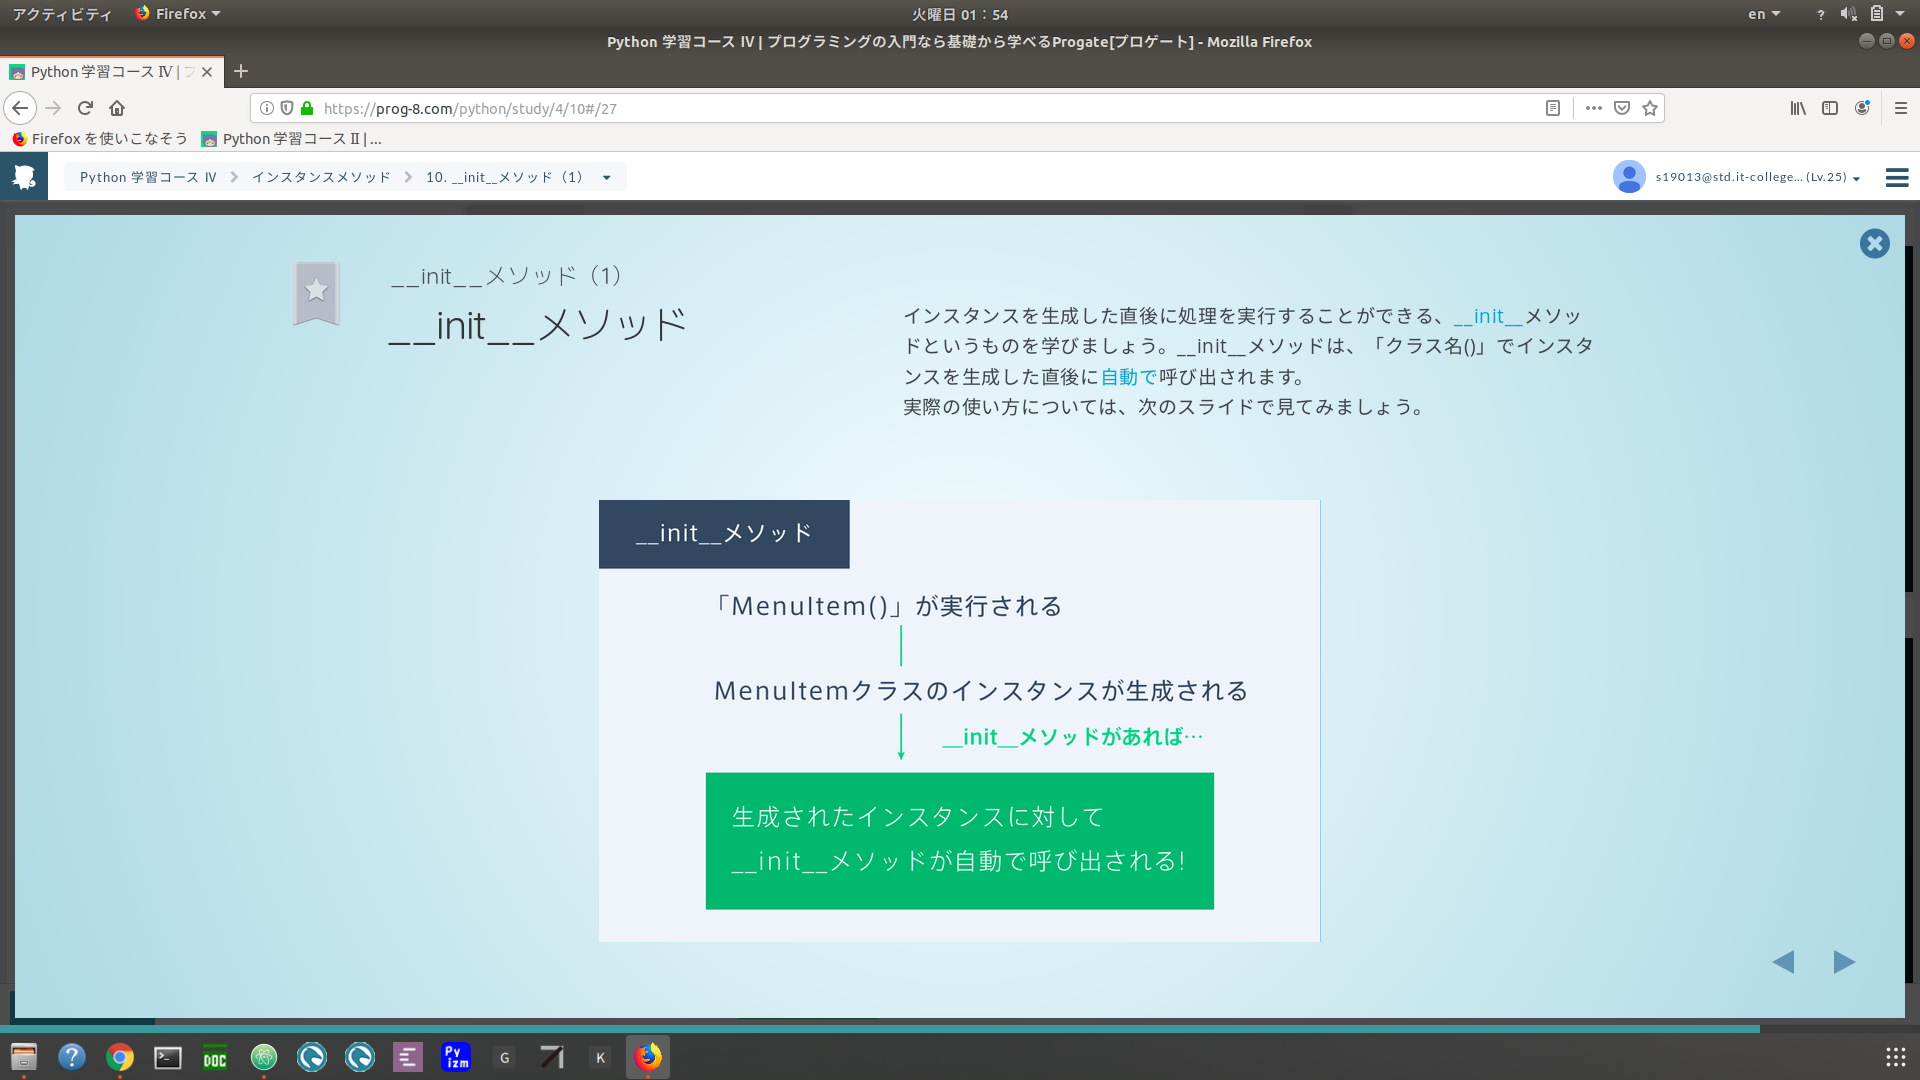 アクティビティ
Firefox
火曜日 01：54
en
Python 学習コース Ⅳ | プログラミングの入門なら基礎から学べるProgate[プロゲート] - Mozilla Firefox
Python 学習コース Ⅳ |
https://prog-8.com/python/study/4/10#/27
Firefox を使いこなそう
Python 学習コース Ⅱ | ...
Python 学習コース Ⅳ
インスタンスメソッド
10. __init__メソッド（1）
s19013@std.it-college... (Lv.25)
__init__メソッド（1）
__init__メソッド
インスタンスを生成した直後に処理を実行することができる、__init__メソッ
ドというものを学びましょう。__init__メソッドは、「クラス名()」でインスタ
ンスを生成した直後に自動で呼び出されます。
実際の使い方については、次のスライドで見てみましょう。
__init__メソッド
「MenuItem()」が実行される
MenuItemクラスのインスタンスが生成される
__init__メソッドがあれば…
生成されたインスタンスに対して
__init__メソッドが自動で呼び出される!
DOC
Py
izm
G
K